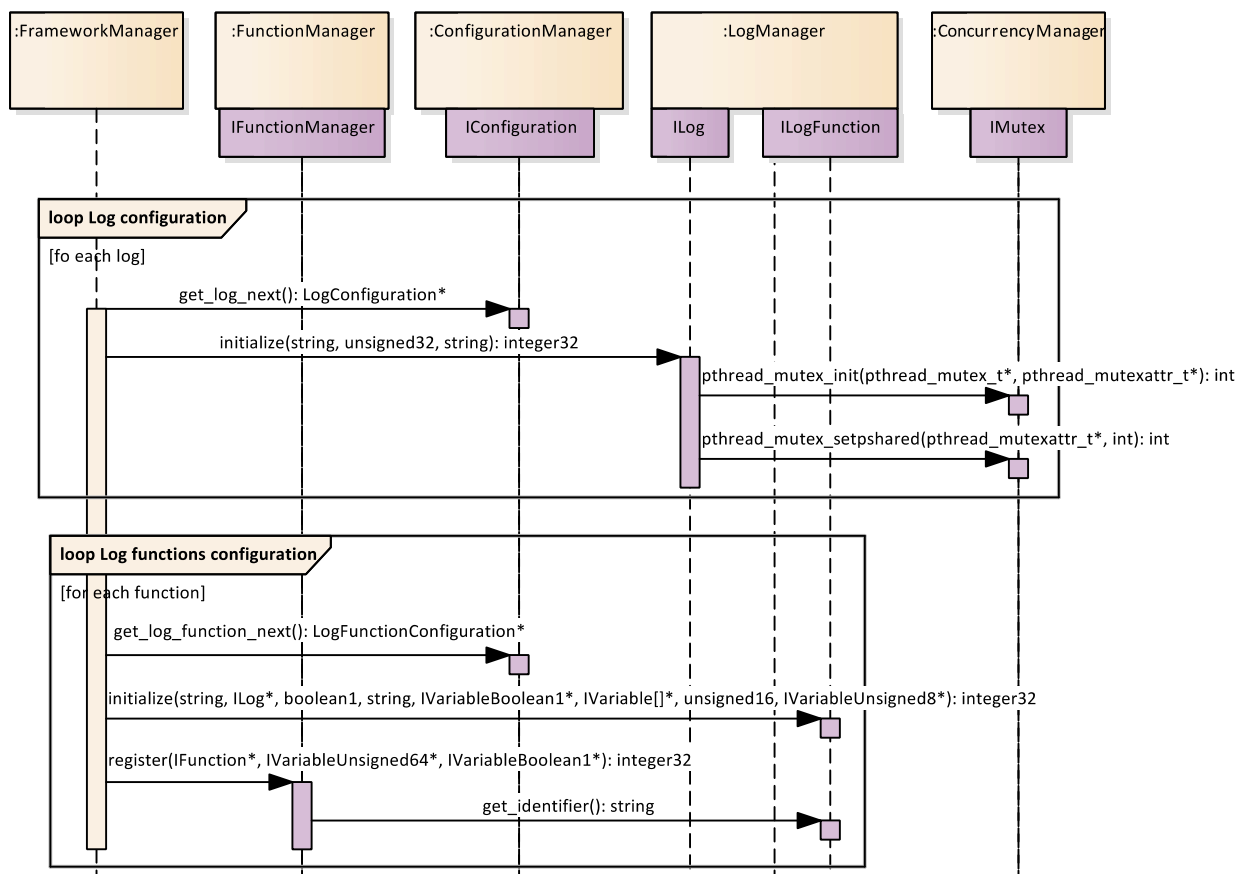 :FrameworkManager
:FunctionManager
:ConfigurationManager
:LogManager
:ConcurrencyManager
IFunctionManager
IConfiguration
ILog
ILogFunction
IMutex
loop Log configuration
[fo each log]
get_log_next(): LogConfiguration*
initialize(string, unsigned32, string): integer32
pthread_mutex_init(pthread_mutex_t*, pthread_mutexattr_t*): int
pthread_mutex_setpshared(pthread_mutexattr_t*, int): int
loop Log functions configuration
[for each function]
get_log_function_next(): LogFunctionConfiguration*
initialize(string, ILog*, boolean1, string, IVariableBoolean1*, IVariable[]*, unsigned16, IVariableUnsigned8*): integer32
register(IFunction*, IVariableUnsigned64*, IVariableBoolean1*): integer32
get_identifier(): string